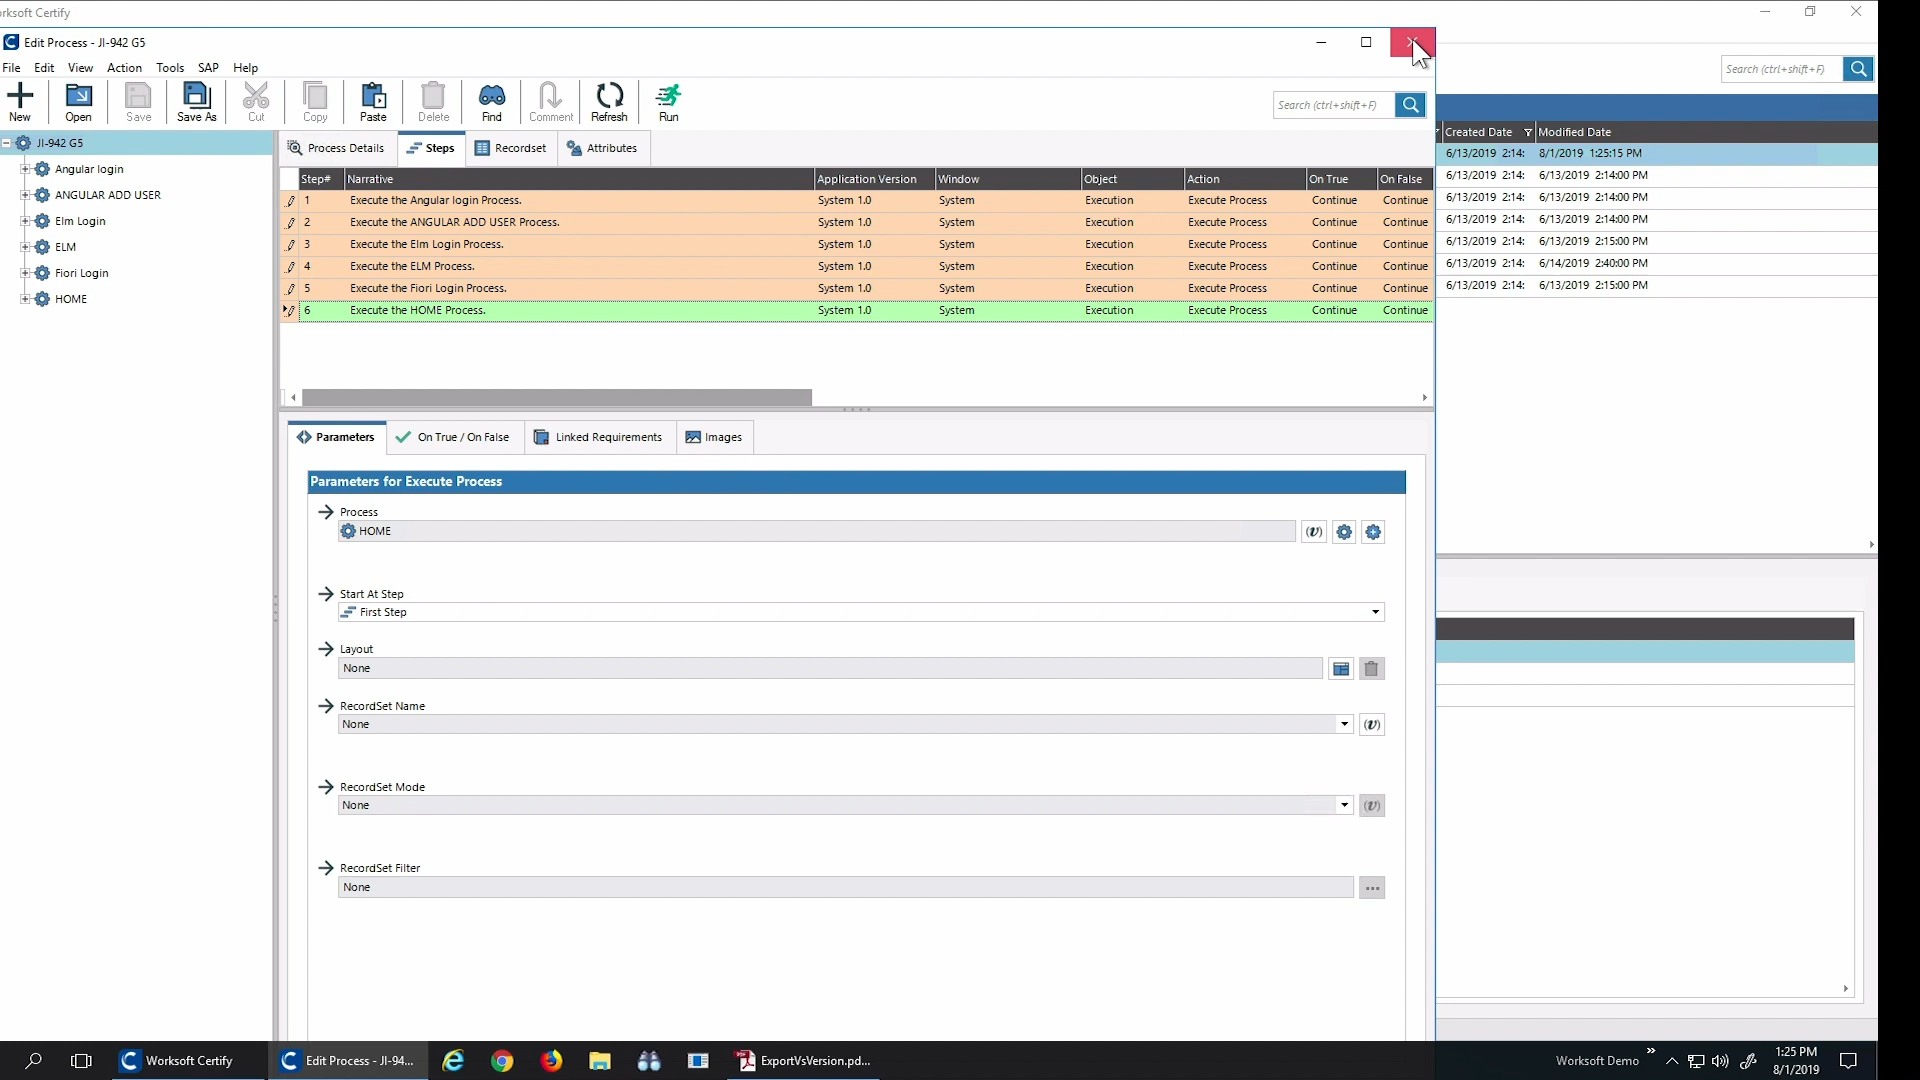 rksoft Certify
Edit Process - JI-942 G5
File Edit View Action Tools SAP Help
Search (ctrl+shift+F)
New Open Save Save As Cut Copy Paste Delete Find Comment Refresh Run
Search (ctrl+shift+F)
JI-942 G5
Angular login
ANGULAR ADD USER
Elm Login
ELM
Fiori Login
HOME
Process Details Steps Recordset Attributes
Step# Narrative Application Version Window Object Action On True On False
1 Execute the Angular login Process. System 1.0 System Execution Execute Process Continue Continue
2 Execute the ANGULAR ADD USER Process. System 1.0 System Execution Execute Process Continue Continue
3 Execute the Elm Login Process. System 1.0 System Execution Execute Process Continue Continue
4 Execute the ELM Process. System 1.0 System Execution Execute Process Continue Continue
5 Execute the Fiori Login Process. System 1.0 System Execution Execute Process Continue Continue
6 Execute the HOME Process. System 1.0 System Execution Execute Process Continue Continue
Created Date Modified Date
6/13/2019 2:14: 8/1/2019 1:25:15 PM
6/13/2019 2:14: 6/13/2019 2:14:00 PM
6/13/2019 2:14: 6/13/2019 2:14:00 PM
6/13/2019 2:14: 6/13/2019 2:14:00 PM
6/13/2019 2:14: 6/13/2019 2:15:00 PM
6/13/2019 2:14: 6/14/2019 2:40:00 PM
6/13/2019 2:14: 6/13/2019 2:15:00 PM
Parameters On True / On False Linked Requirements Images
Parameters for Execute Process
Process
HOME
(v)
Start At Step
First Step
Layout
None
RecordSet Name
None
(v)
RecordSet Mode
None
(v)
RecordSet Filter
None
Worksoft Certify
Edit Process - JI-94...
ExportVsVersion.pd...
Worksoft Demo
1:25 PM
8/1/2019